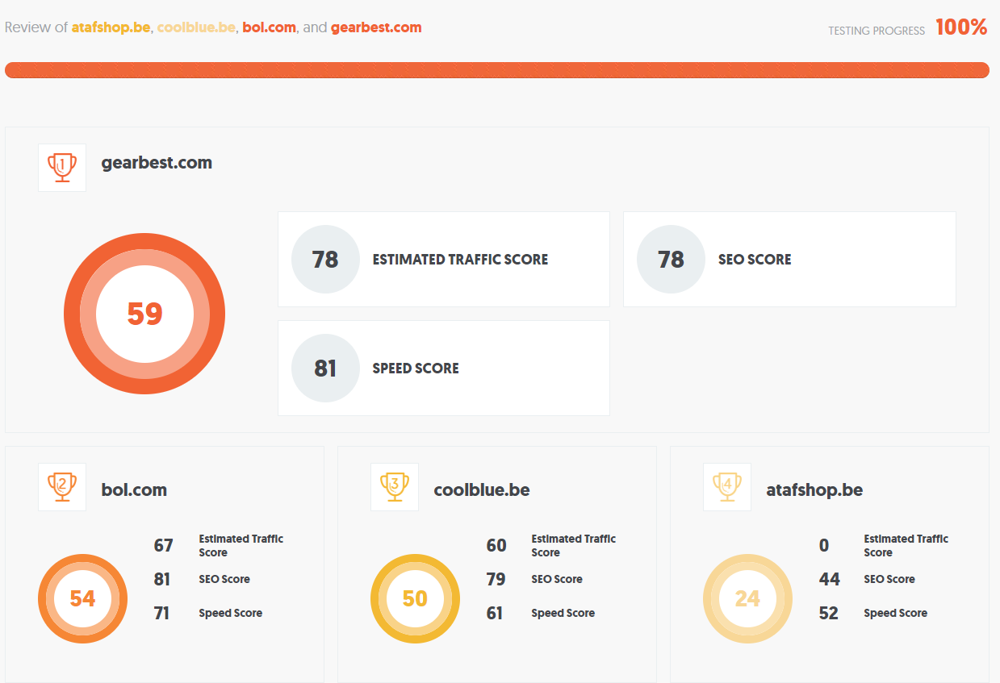 Review of atafshop.be, coolblue.be, bol.com, and gearbest.com
TESTING PROGRESS 100%
1
gearbest.com
59
78
ESTIMATED TRAFFIC SCORE
78
SEO SCORE
81
SPEED SCORE
2
bol.com
54
67
Estimated Traffic
Score
81
SEO Score
71
Speed Score
3
coolblue.be
50
60
Estimated Traffic
Score
79
SEO Score
61
Speed Score
4
atafshop.be
24
0
Estimated Traffic
Score
44
SEO Score
52
Speed Score